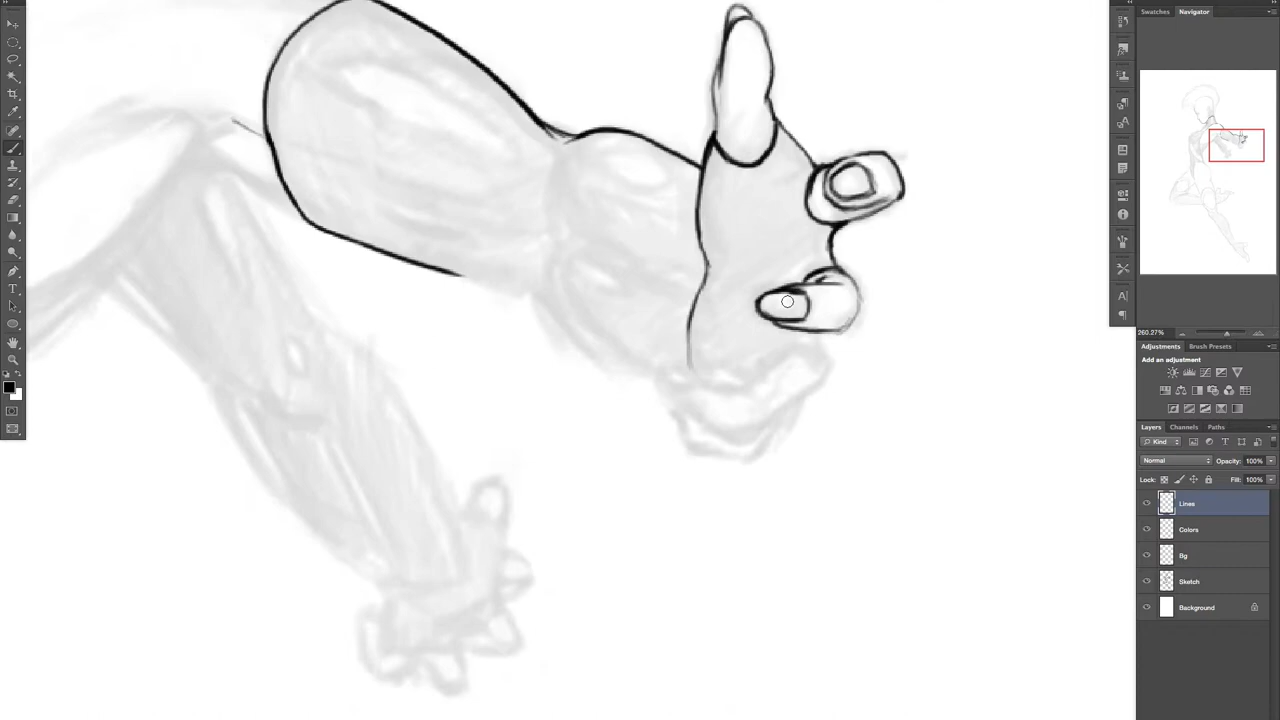 Swatches Navigator
260.27%
Adjustments Brush Presets
Add an adjustment
Layers Channels Paths
Kind
Normal Opacity: 100%
Lock: Fill: 100%
Lines
Colors
Bg
Sketch
Background